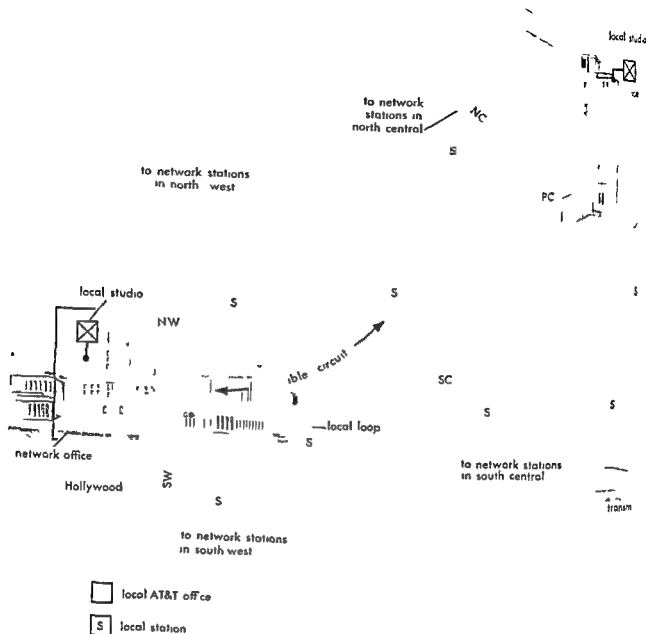 local studio
to network
stations in
north central
NC
S
to network stations
in north west
PC
local studio
S
S
S
NW
circuit
SC
S
S
local loop
S
network office
to network stations
in south central
Hollywood
SW
S
transm
to network stations
in south west
local AT&T office
S local station